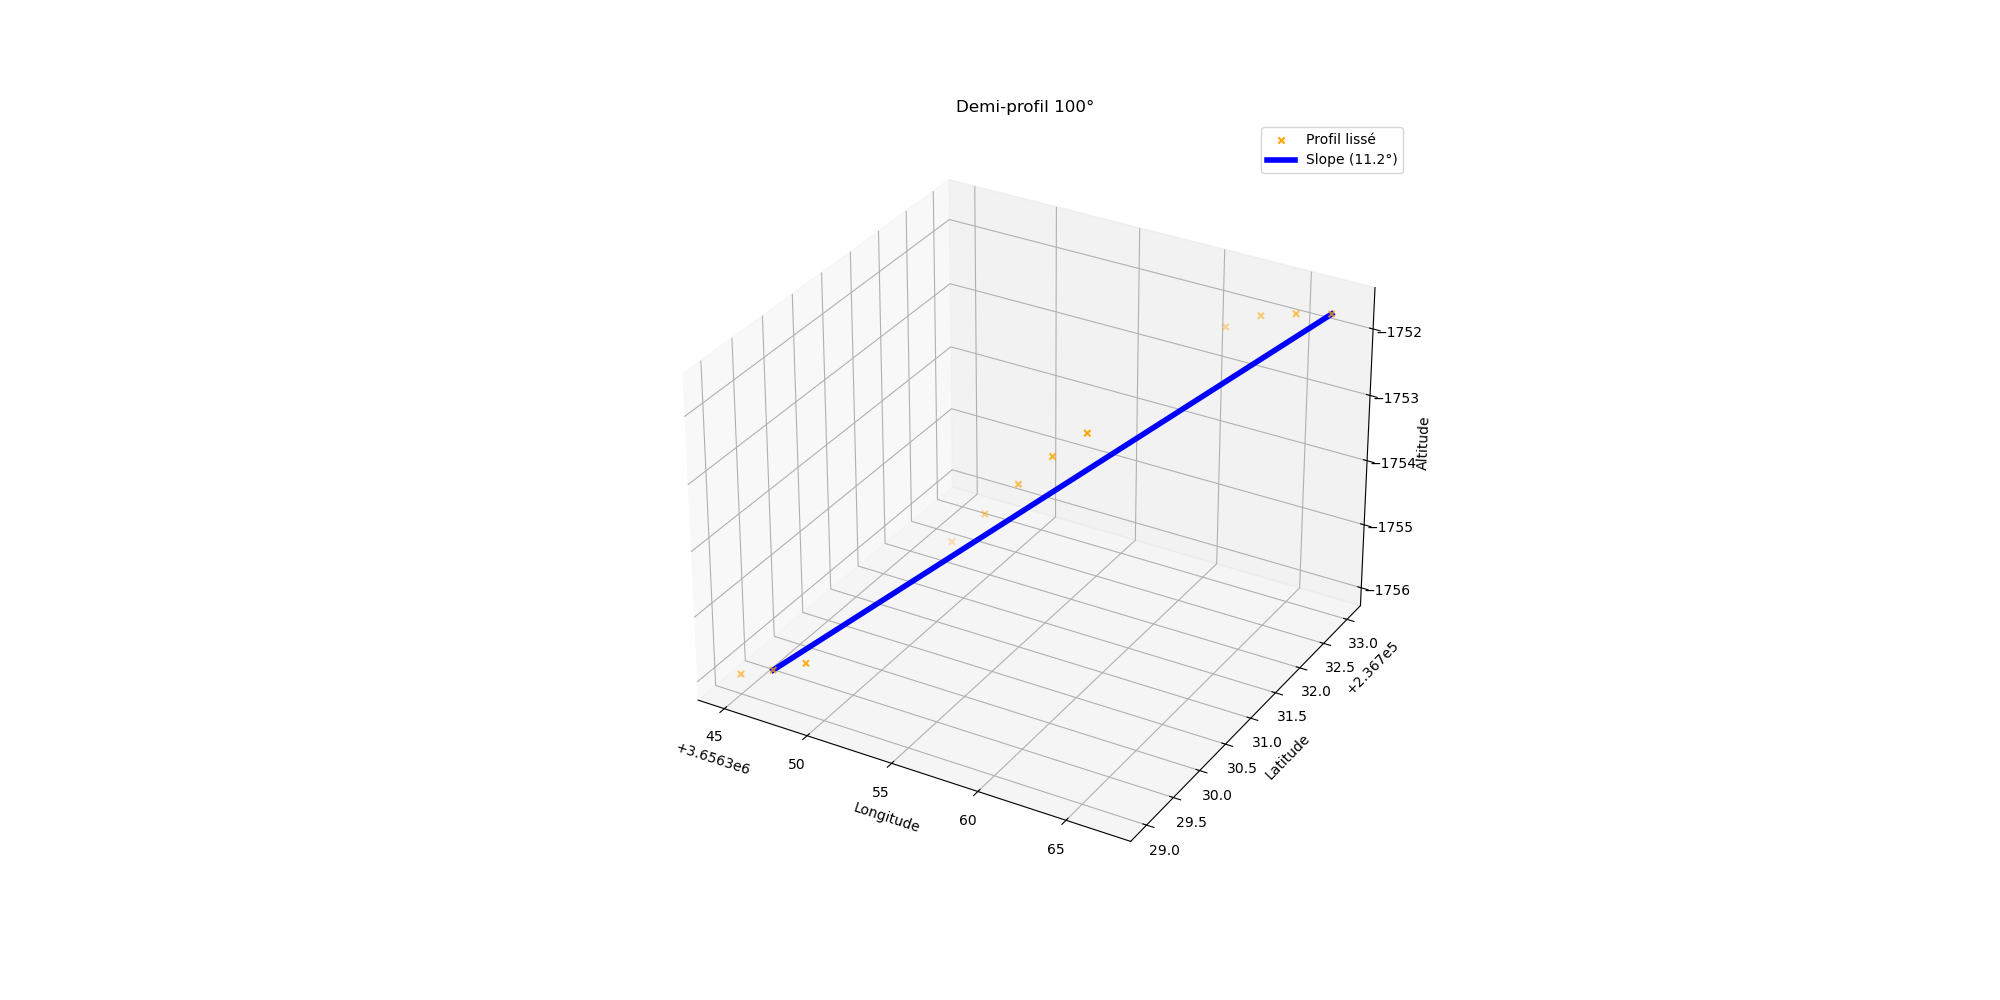 Demi-profil 100°
Profil lissé
Slope (11.2°)
−1752
−1753
−1754
−1755
−1756
Altitude
33.0
32.5
32.0
31.5
31.0
30.5
30.0
29.5
29.0
+2.367e5
Latitude
45
50
55
60
65
+3.6563e6
Longitude